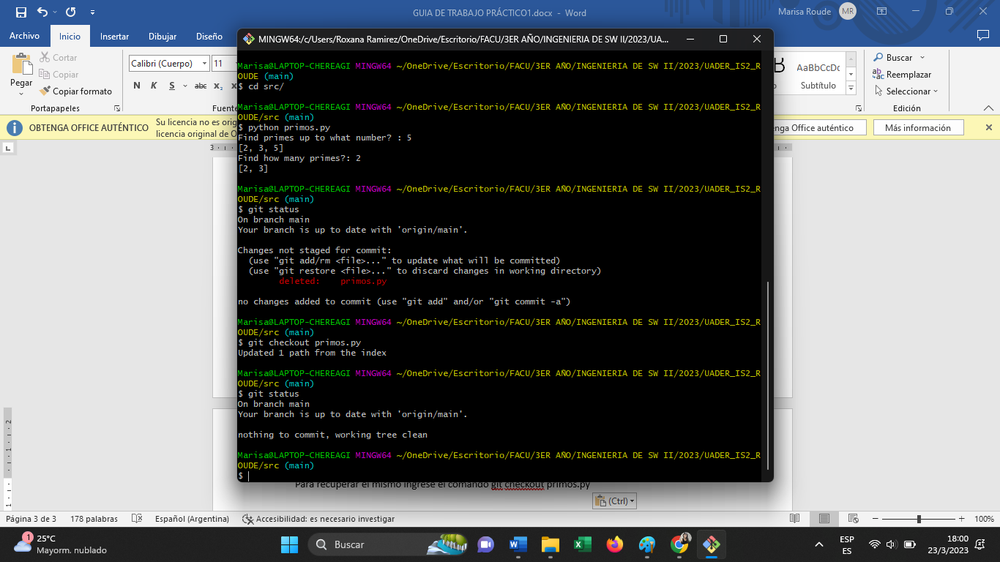 GUIA DE TRABAJO PRÁCTICO1.docx - Word
Marisa Roude
MR
Archivo Inicio Insertar Dibujar Diseño
MINGW64:/c/Users/Roxana Ramirez/OneDrive/Escritorio/FACU/3ER AÑO/INGENIERIA DE SW II/2023/UA...
Pegar
Cortar
Copiar
Copiar formato
Portapapeles
Calibri (Cuerpo) 11
N K S abc x₂ x
Fuente
AaBbCcDc
Subtítulo
Buscar
Reemplazar
Seleccionar
Edición
OBTENGA OFFICE AUTÉNTICO
Su licencia no es orig
licencia original de O
nga Office auténtico
Más información
Marisa@LAPTOP-CHEREAGI MINGW64 ~/OneDrive/Escritorio/FACU/3ER AÑO/INGENIERIA DE SW II/2023/UADER_IS2_R
OUDE (main)
$ cd src/
Marisa@LAPTOP-CHEREAGI MINGW64 ~/OneDrive/Escritorio/FACU/3ER AÑO/INGENIERIA DE SW II/2023/UADER_IS2_R
OUDE/src (main)
$ python primos.py
Find primes up to what number? : 5
[2, 3, 5]
Find how many primes?: 2
[2, 3]
Marisa@LAPTOP-CHEREAGI MINGW64 ~/OneDrive/Escritorio/FACU/3ER AÑO/INGENIERIA DE SW II/2023/UADER_IS2_R
OUDE/src (main)
$ git status
On branch main
Your branch is up to date with 'origin/main'.
Changes not staged for commit:
(use "git add/rm <file>..." to update what will be committed)
(use "git restore <file>..." to discard changes in working directory)
deleted: primos.py
no changes added to commit (use "git add" and/or "git commit -a")
Marisa@LAPTOP-CHEREAGI MINGW64 ~/OneDrive/Escritorio/FACU/3ER AÑO/INGENIERIA DE SW II/2023/UADER_IS2_R
OUDE/src (main)
$ git checkout primos.py
Updated 1 path from the index
Marisa@LAPTOP-CHEREAGI MINGW64 ~/OneDrive/Escritorio/FACU/3ER AÑO/INGENIERIA DE SW II/2023/UADER_IS2_R
OUDE/src (main)
$ git status
On branch main
Your branch is up to date with 'origin/main'.
nothing to commit, working tree clean
Marisa@LAPTOP-CHEREAGI MINGW64 ~/OneDrive/Escritorio/FACU/3ER AÑO/INGENIERIA DE SW II/2023/UADER_IS2_R
OUDE/src (main)
$
Para recuperar el mismo ingrese el comando git checkout primos.py
(Ctrl)
Página 3 de 3 178 palabras Español (Argentina) Accesibilidad: es necesario investigar 100%
1
25°C
Mayorm. nublado
Buscar
ESP
ES
18:00
23/3/2023